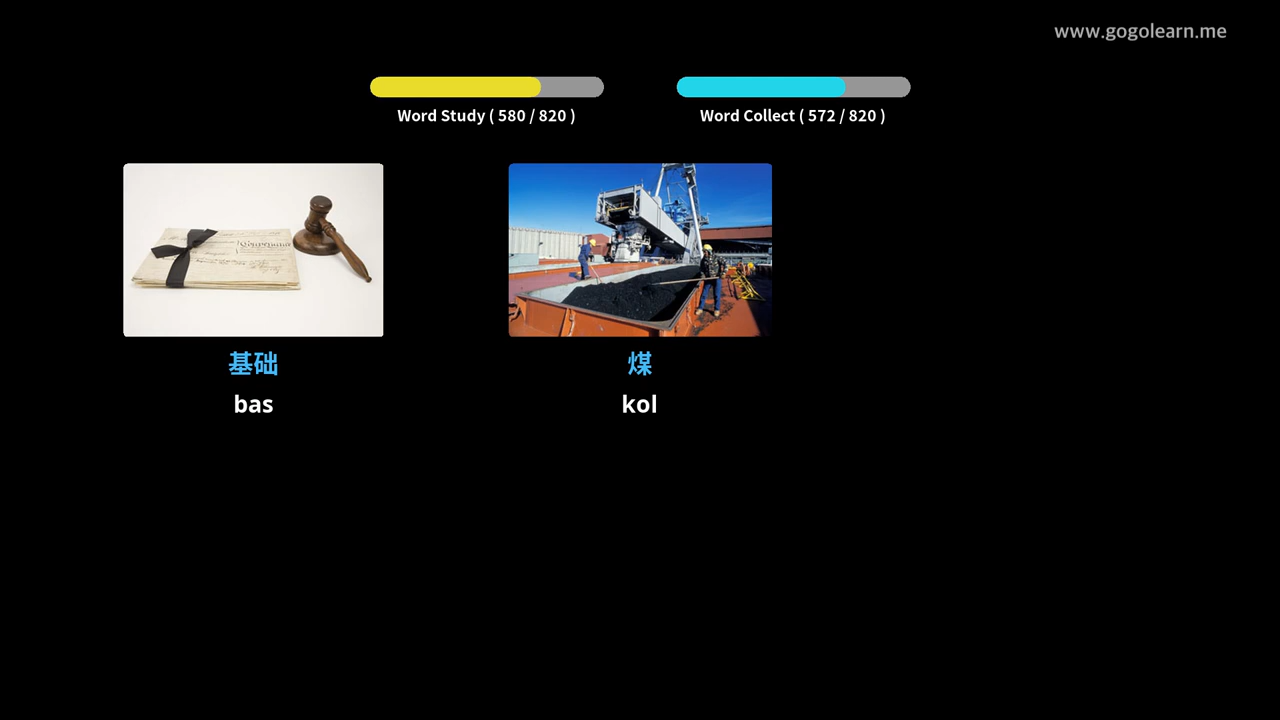 www.gogolearn.me
Word Study ( 580 / 820 )
Word Collect ( 572 / 820 )
基础
bas
煤
kol